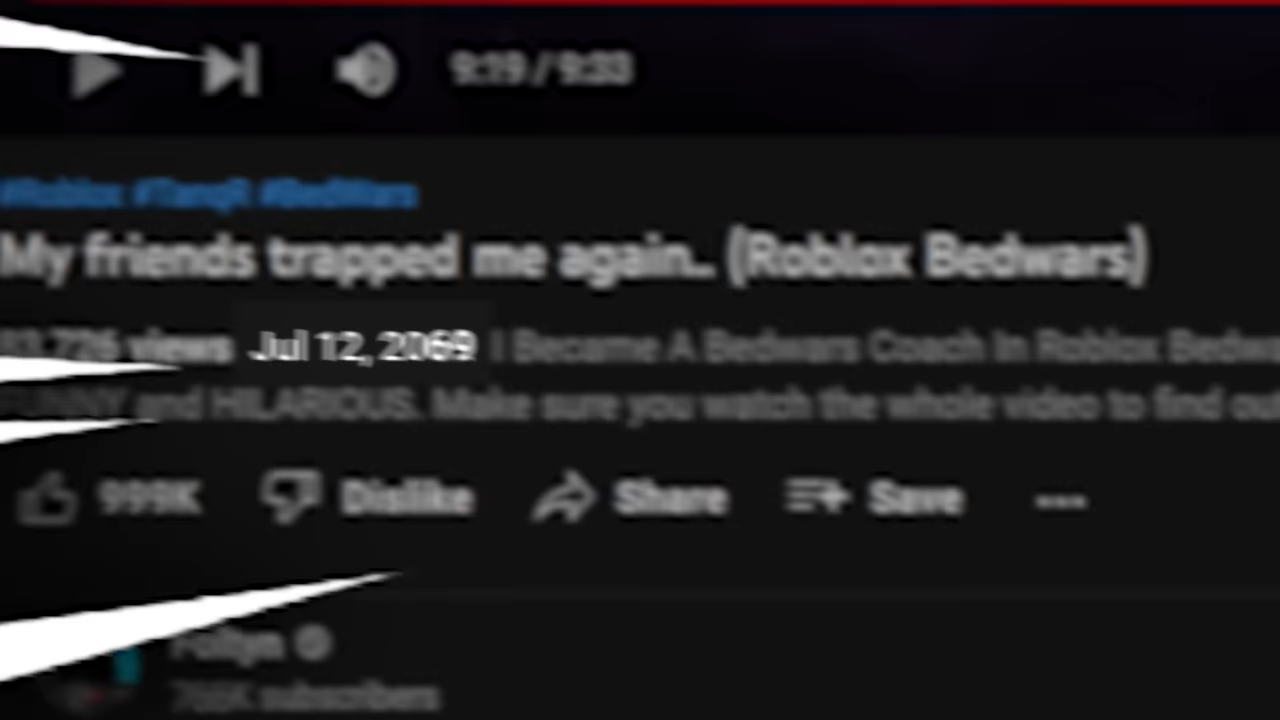 9:19 / 9:33
#Roblox #TanqR #BedWars
My friends trapped me again.. (Roblox Bedwars)
views Jul 12, 2069 I Became A Bedwars Coach In Roblox
and HILARIOUS. Make sure you watch the whole video to find
999K Dislike Share Save ...
Foltyn
subscribers